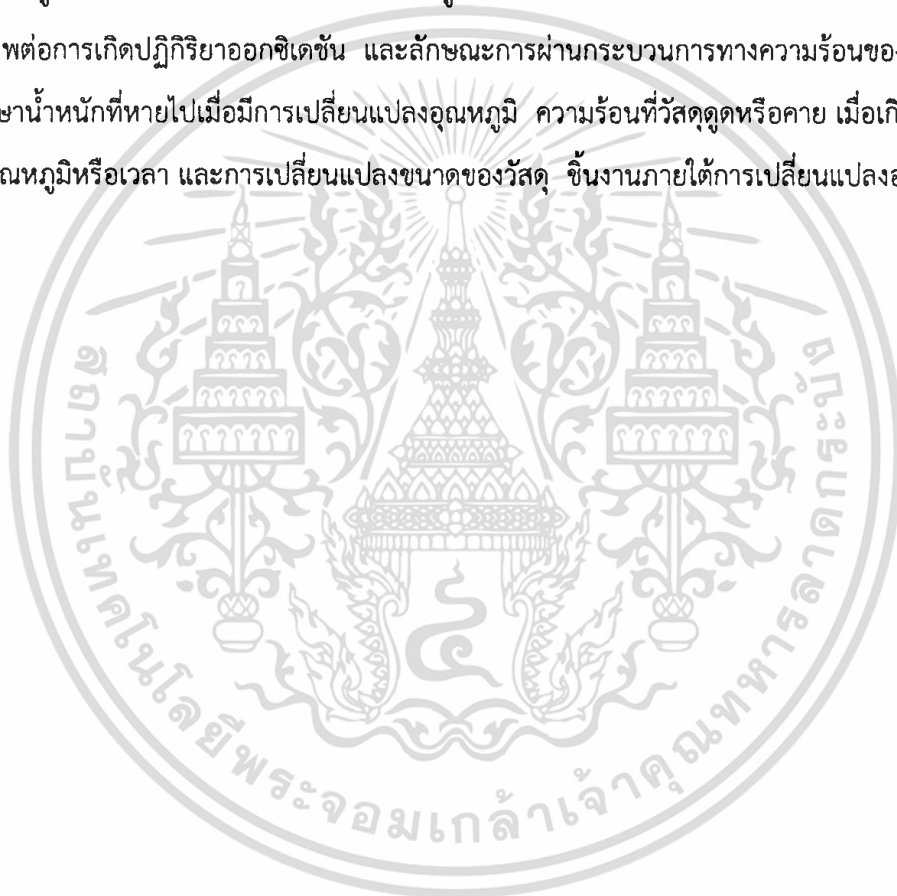 พต่อการเกิดปฏิกิริยาออกซิเดชัน และลักษณะการผ่านกระบวนการทางความร้อนของ
ษาน้ำหนักที่หายไปเมื่อมีการเปลี่ยนแปลงอุณหภูมิ ความร้อนที่วัสดุดูดหรือคาย เมื่อเกิ
ณหภูมิหรือเวลา และการเปลี่ยนแปลงขนาดของวัสดุ ชิ้นงานภายใต้การเปลี่ยนแปลงอ
สถาบันเทคโนโลยีพระจอมเกล้าเจ้าคุณทหารลาดกระบัง
๔